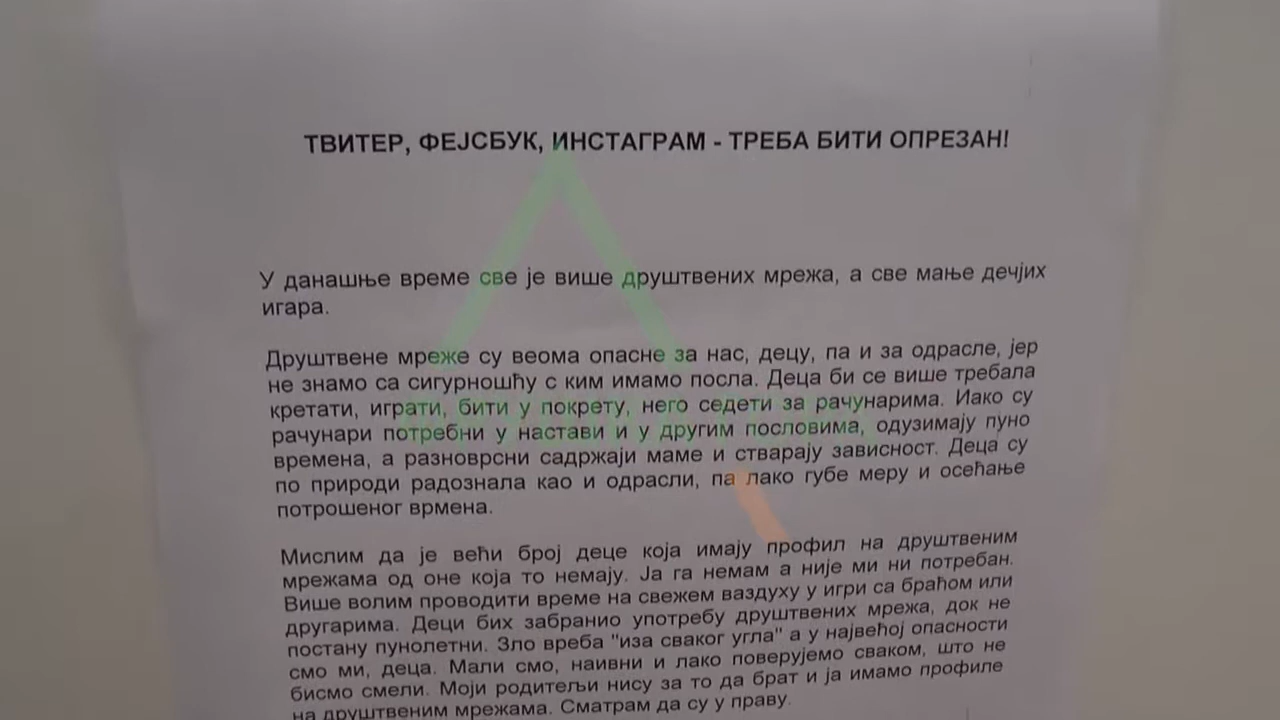 ТВИТЕР, ФЕЈСБУК, ИНСТАГРАМ - ТРЕБА БИТИ ОПРЕЗАН!
У данашње време све је више друштвених мрежа, а све мање дечјих
игара.
Друштвене мреже су веома опасне за нас, децу, па и за одрасле, јер
не знамо са сигурношћу с ким имамо посла. Деца би се више требала
кретати, играти, бити у покрету, него седети за рачунарима. Иако су
рачунари потребни у настави и у другим пословима, одузимају пуно
времена, а разноврсни садржаји маме и стварају зависност. Деца су
по природи радознала као и одрасли, па лако губе меру и осећање
потрошеног врмена.
Мислим да је већи број деце која имају профил на друштвеним
мрежама од оне која то немају. Ја га немам а није ми ни потребан.
Више волим проводити време на свежем ваздуху у игри са браћом или
другарима. Деци бих забранио употребу друштвених мрежа, док не
постану пунолетни. Зло вреба "иза сваког угла" а у највећој опасности
смо ми, деца. Мали смо, наивни и лако поверујемо сваком, што не
бисмо смели. Моји родитељи нису за то да брат и ја имамо профиле
на друштвеним мрежама. Сматрам да су у праву.